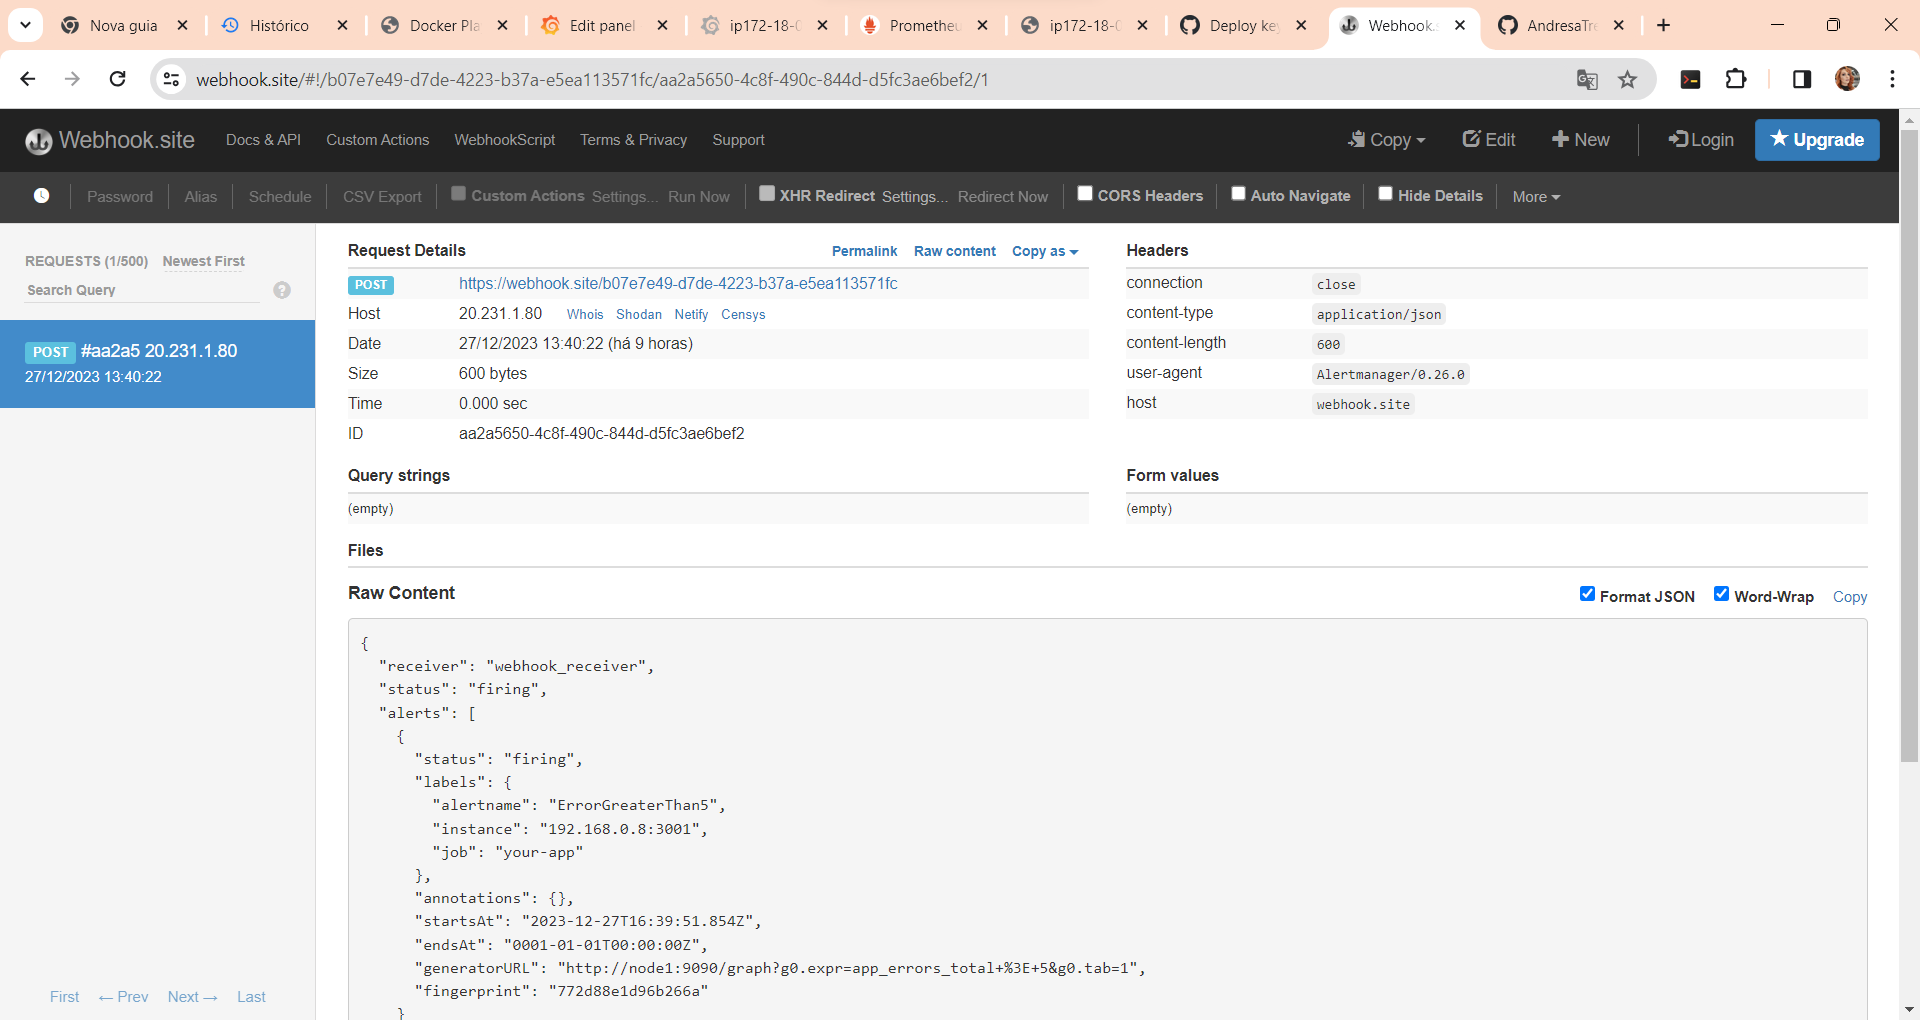 Nova guia
Histórico
Docker Pla
Edit panel
ip172-18-0
Prometheu
ip172-18-0
Deploy key
Webhook.s
AndresaTre
webhook.site/#!/b07e7e49-d7de-4223-b37a-e5ea113571fc/aa2a5650-4c8f-490c-844d-d5fc3ae6bef2/1
Webhook.site Docs & API Custom Actions WebhookScript Terms & Privacy Support Copy Edit New Login Upgrade
Password Alias Schedule CSV Export Custom Actions Settings... Run Now XHR Redirect Settings... Redirect Now CORS Headers Auto Navigate Hide Details More
REQUESTS (1/500) Newest First
Search Query ?
POST #aa2a5 20.231.1.80
27/12/2023 13:40:22
First ← Prev Next → Last
Request Details Permalink Raw content Copy as
POST https://webhook.site/b07e7e49-d7de-4223-b37a-e5ea113571fc
Host 20.231.1.80 Whois Shodan Netify Censys
Date 27/12/2023 13:40:22 (há 9 horas)
Size 600 bytes
Time 0.000 sec
ID aa2a5650-4c8f-490c-844d-d5fc3ae6bef2
Headers
connection close
content-type application/json
content-length 600
user-agent Alertmanager/0.26.0
host webhook.site
Query strings
(empty)
Form values
(empty)
Files
Raw Content Format JSON Word-Wrap Copy
{
"receiver": "webhook_receiver",
"status": "firing",
"alerts": [
{
"status": "firing",
"labels": {
"alertname": "ErrorGreaterThan5",
"instance": "192.168.0.8:3001",
"job": "your-app"
},
"annotations": {},
"startsAt": "2023-12-27T16:39:51.854Z",
"endsAt": "0001-01-01T00:00:00Z",
"generatorURL": "http://node1:9090/graph?g0.expr=app_errors_total+%3E+5&g0.tab=1",
"fingerprint": "772d88e1d96b266a"
}